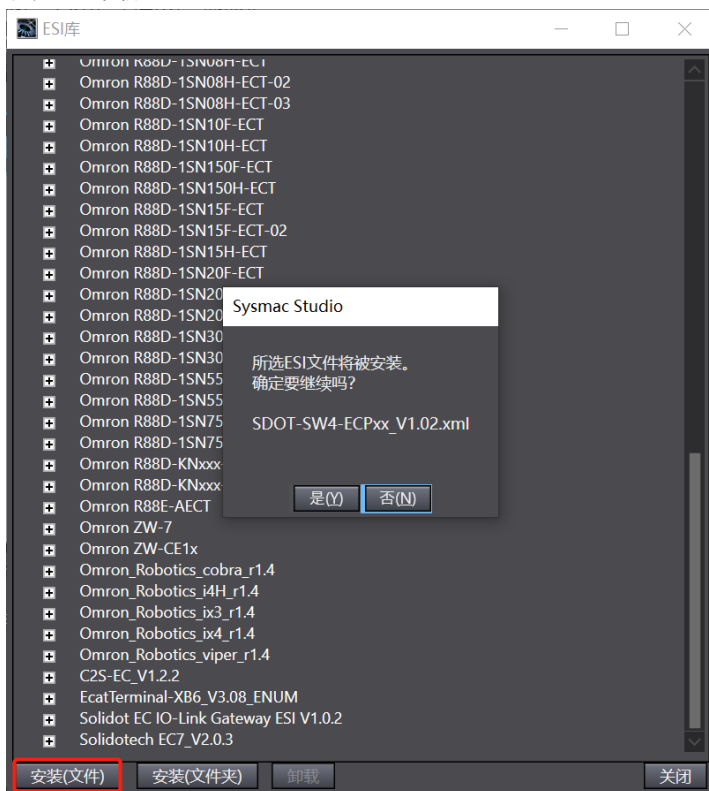 ESI库
Omron R88D-1SN08H-ECT
Omron R88D-1SN08H-ECT-02
Omron R88D-1SN08H-ECT-03
Omron R88D-1SN10F-ECT
Omron R88D-1SN10H-ECT
Omron R88D-1SN150F-ECT
Omron R88D-1SN150H-ECT
Omron R88D-1SN15F-ECT
Omron R88D-1SN15F-ECT-02
Omron R88D-1SN15H-ECT
Omron R88D-1SN20F-ECT
Omron R88D-1SN20
Omron R88D-1SN20
Omron R88D-1SN30
Omron R88D-1SN30
Omron R88D-1SN55
Omron R88D-1SN55
Omron R88D-1SN75
Omron R88D-1SN75
Omron R88D-KNxxx-
Omron R88D-KNxxx-
Omron R88E-AECT
Omron ZW-7
Omron ZW-CE1x
Omron_Robotics_cobra_r1.4
Omron_Robotics_i4H_r1.4
Omron_Robotics_ix3_r1.4
Omron_Robotics_ix4_r1.4
Omron_Robotics_viper_r1.4
C2S-EC_V1.2.2
EcatTerminal-XB6_V3.08_ENUM
Solidot EC IO-Link Gateway ESI V1.0.2
Solidotech EC7_V2.0.3
Sysmac Studio
所选ESI文件将被安装。
确定要继续吗?
SDOT-SW4-ECPxx_V1.02.xml
是(Y) 否(N)
安装(文件) 安装(文件夹) 卸载 关闭